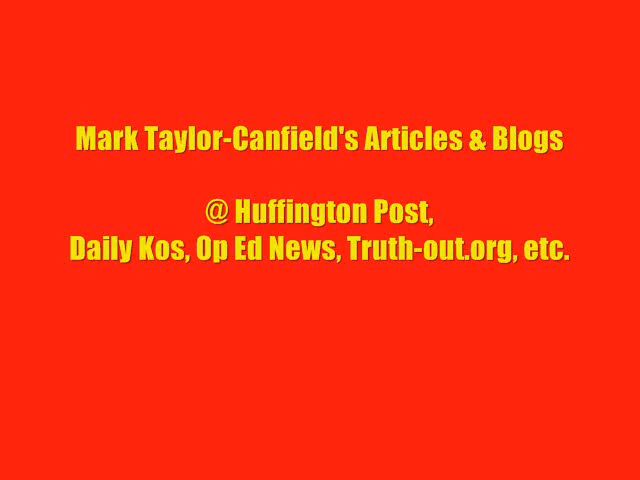 Mark Taylor-Canfield's Articles & Blogs
@ Huffington Post,
Daily Kos, Op Ed News, Truth-out.org, etc.